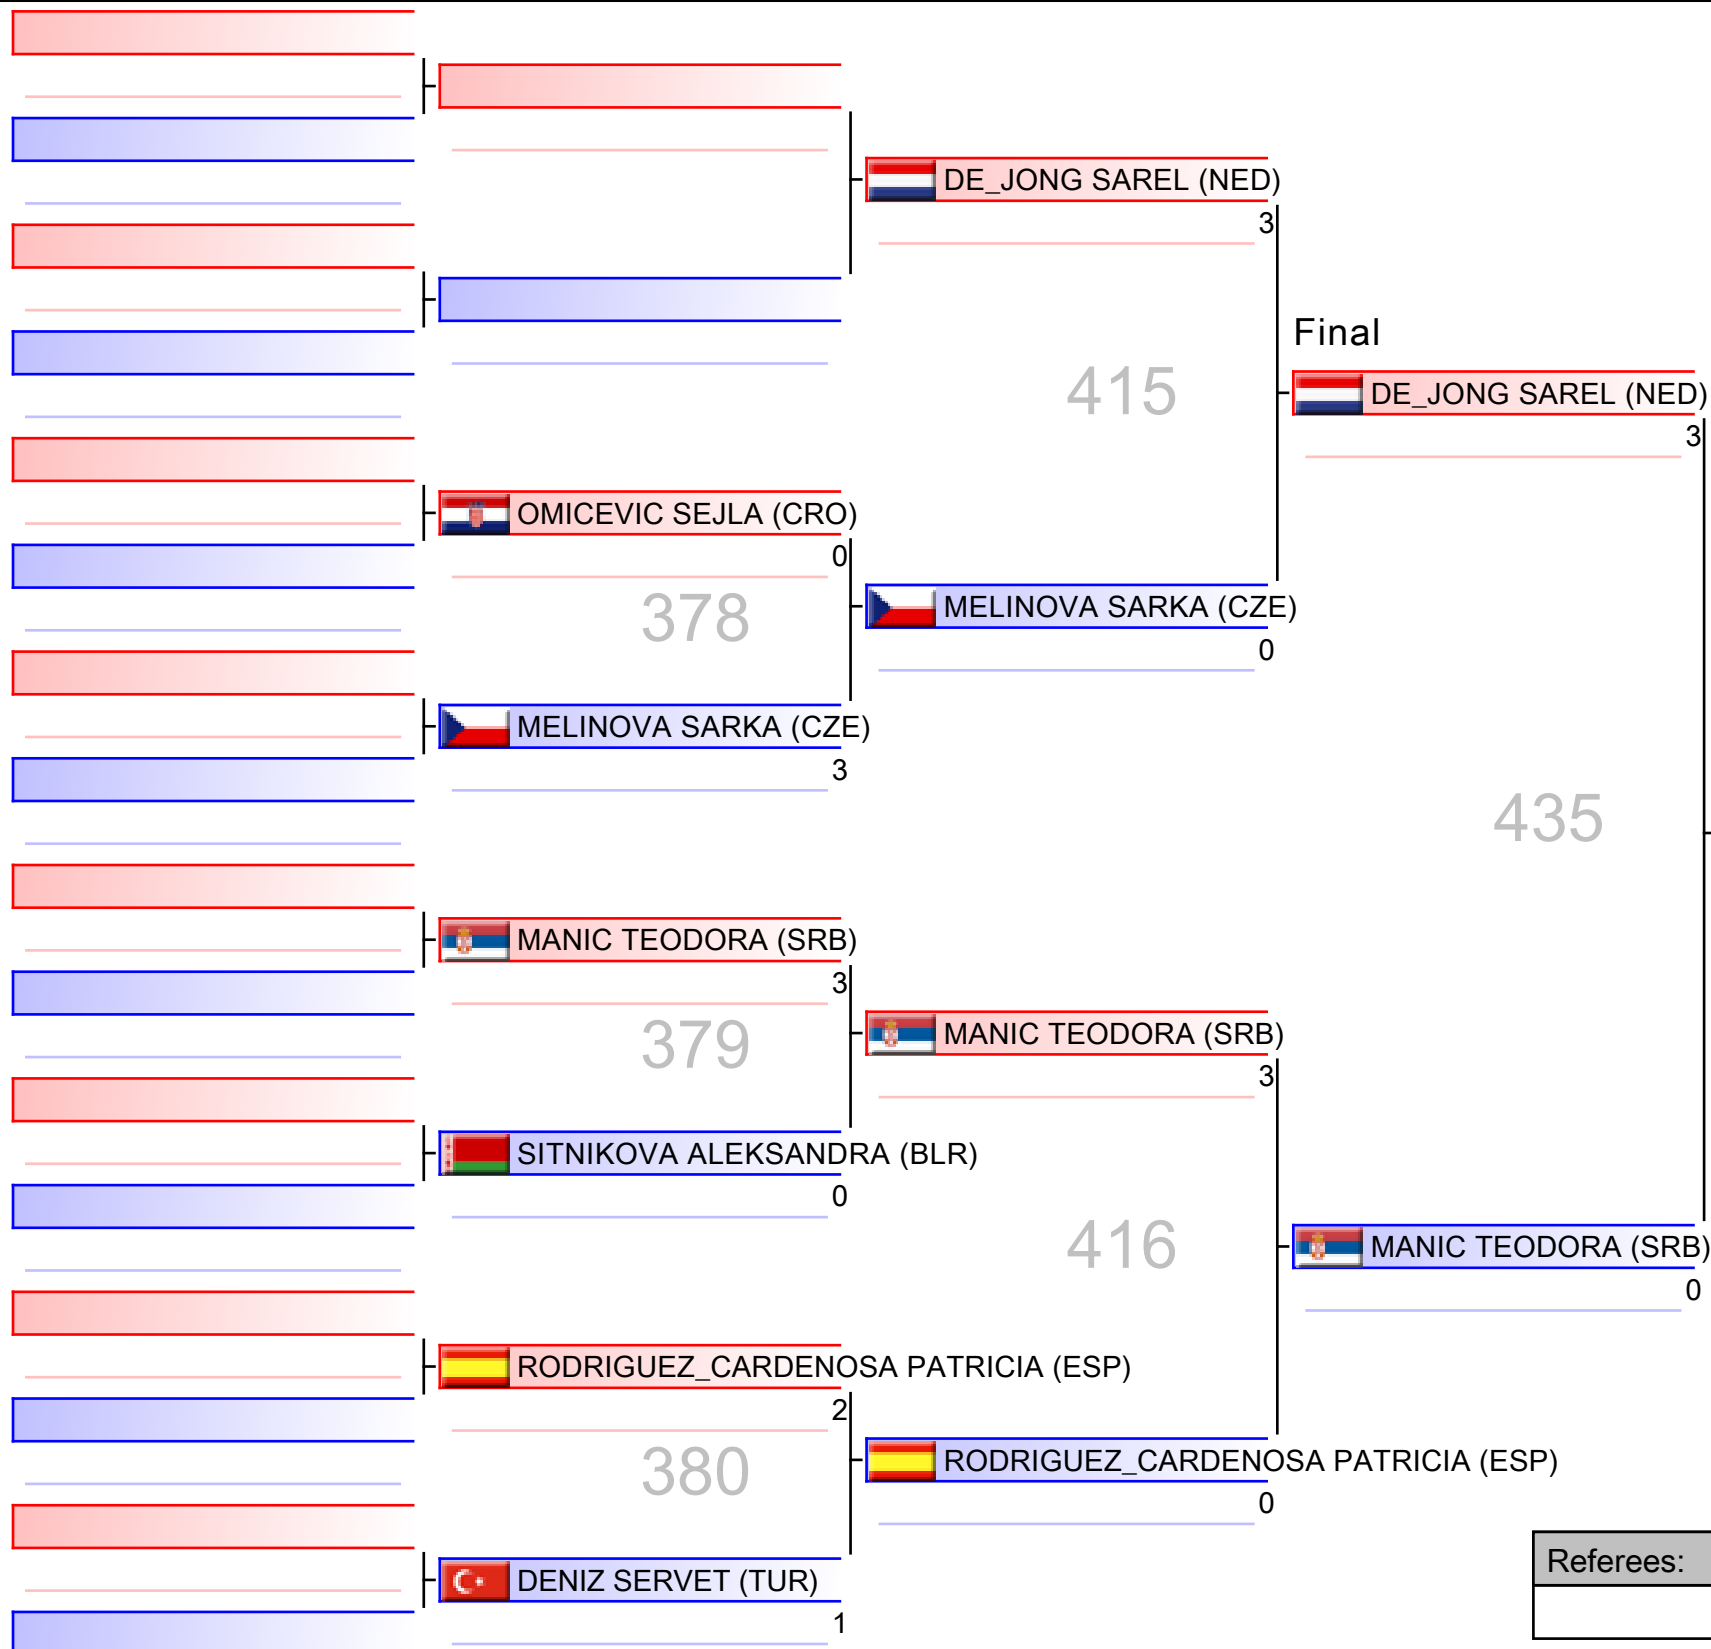 DE_JONG SAREL (NED)
3
Final
415
DE_JONG SAREL (NED)
3
OMICEVIC SEJLA (CRO)
0
378
MELINOVA SARKA (CZE)
0
MELINOVA SARKA (CZE)
3
435
MANIC TEODORA (SRB)
3
379
MANIC TEODORA (SRB)
3
SITNIKOVA ALEKSANDRA (BLR)
0
416
MANIC TEODORA (SRB)
0
RODRIGUEZ_CARDENOSA PATRICIA (ESP)
2
380
RODRIGUEZ_CARDENOSA PATRICIA (ESP)
0
Referees:
DENIZ SERVET (TUR)
1